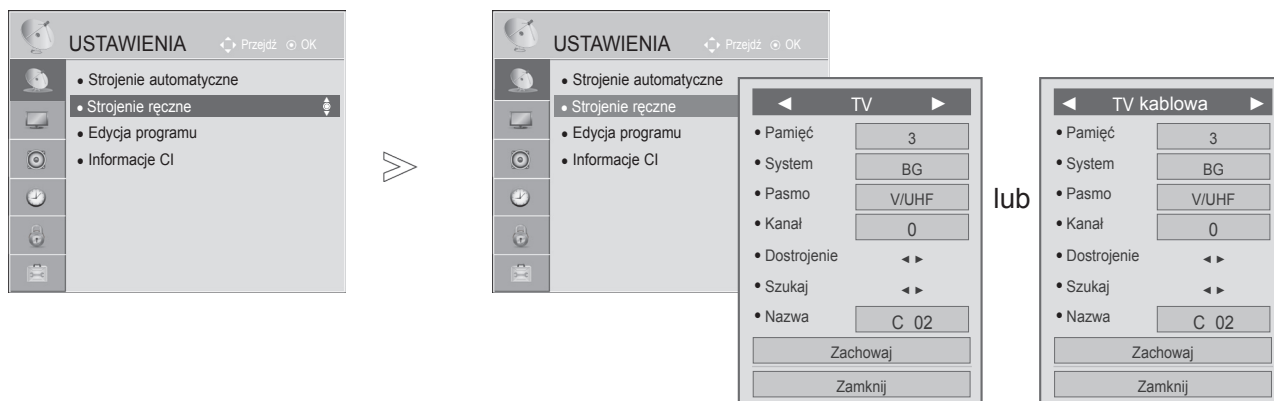 USTAWIENIA Przejdź OK
• Strojenie automatyczne
• Strojenie ręczne
• Edycja programu
• Informacje CI
USTAWIENIA Przejdź OK
• Strojenie automatyczne
• Strojenie ręczne
• Edycja programu
• Informacje CI
◄ TV ►
• Pamięć 3
• System BG
• Pasmo V/UHF
• Kanał 0
• Dostrojenie ◄ ►
• Szukaj ◄ ►
• Nazwa C 02
Zachowaj
Zamknij
lub
◄ TV kablowa ►
• Pamięć 3
• System BG
• Pasmo V/UHF
• Kanał 0
• Dostrojenie ◄ ►
• Szukaj ◄ ►
• Nazwa C 02
Zachowaj
Zamknij